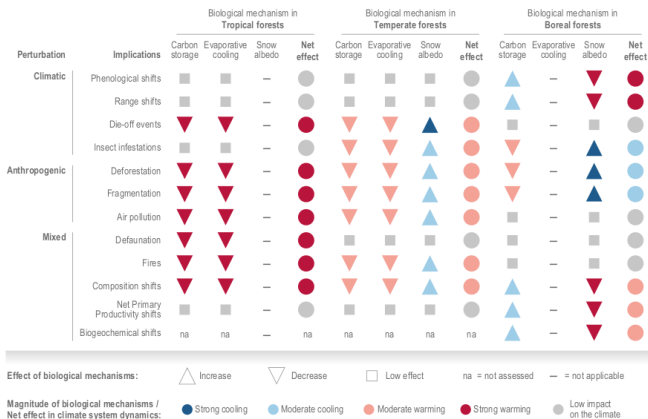 Biological mechanism in Biological mechanism in Biological mechanism in
Tropical forests Temperate forests Boreal forests
Perturbation Implications Carbon storage Evaporative cooling Snow albedo Net effect Carbon storage Evaporative cooling Snow albedo Net effect Carbon storage Evaporative cooling Snow albedo Net effect
Climatic Phenological shifts – –
Range shifts – –
Die-off events – –
Insect infestations – –
Anthropogenic Deforestation – –
Fragmentation – –
Air pollution – –
Mixed Defaunation – –
Fires – –
Composition shifts – –
Net Primary
Productivity shifts – –
Biogeochemical shifts na na – na na na na na –
Effect of biological mechanisms: Increase Decrease Low effect na = not assessed – = not applicable
Magnitude of biological mechanisms /
Net effect in climate system dynamics: Strong cooling Moderate cooling Moderate warming Strong warming Low impact
on the climate